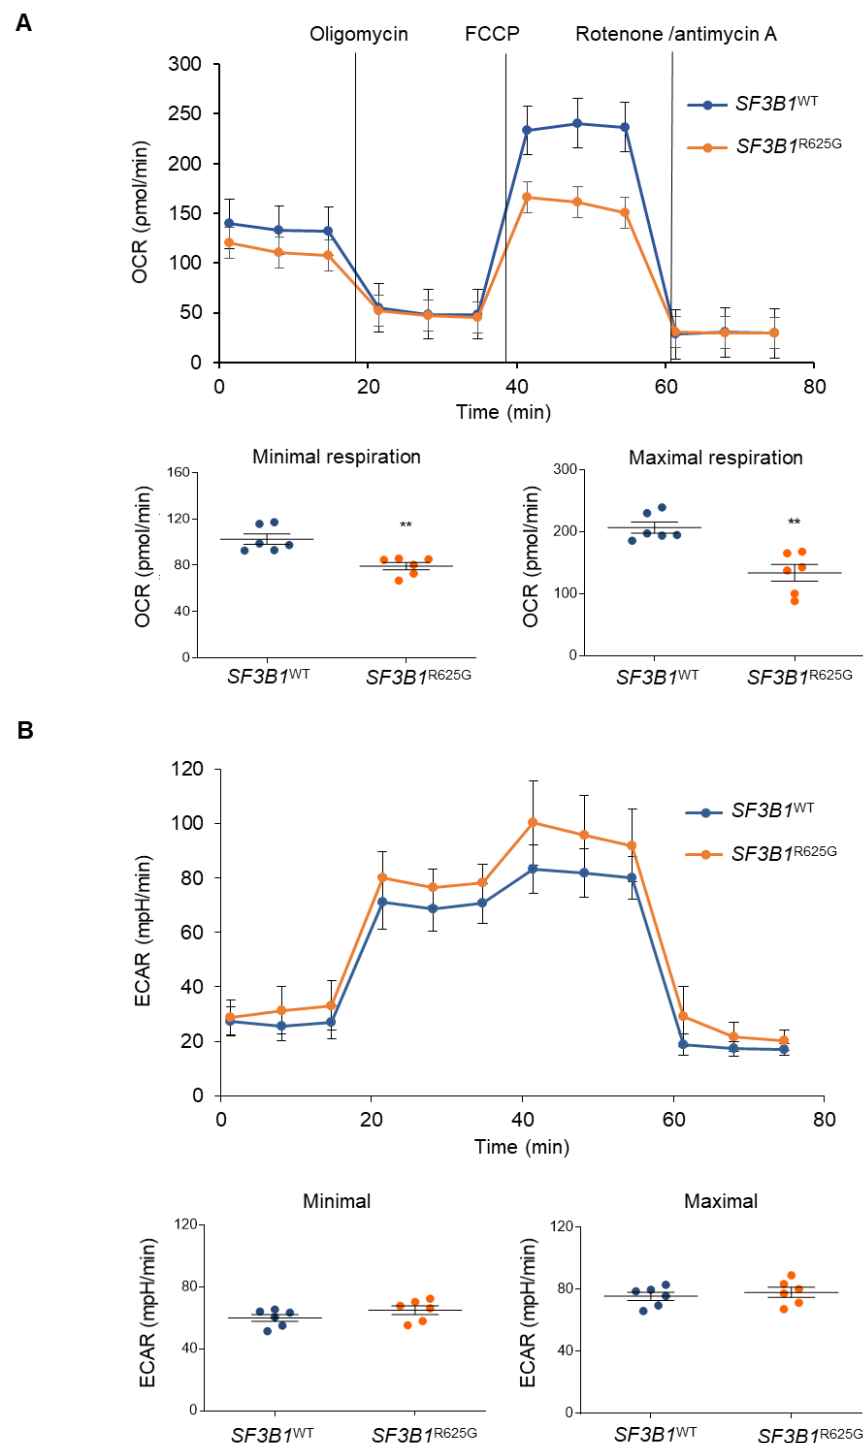 A
Oligomycin FCCP Rotenone /antimycin A
300
250
200
150
100
50
0
OCR (pmol/min)
SF3B1WT
SF3B1R625G
0 20 40 60 80
Time (min)
Minimal respiration
160
120
80
40
0
OCR (pmol/min)
**
SF3B1WT SF3B1R625G
Maximal respiration
300
200
100
0
OCR (pmol/min)
**
SF3B1WT SF3B1R625G
B
120
100
80
60
40
20
0
ECAR (mpH/min)
SF3B1WT
SF3B1R625G
0 20 40 60 80
Time (min)
Minimal
120
80
40
0
ECAR (mpH/min)
SF3B1WT SF3B1R625G
Maximal
120
80
40
0
ECAR (mpH/min)
SF3B1WT SF3B1R625G